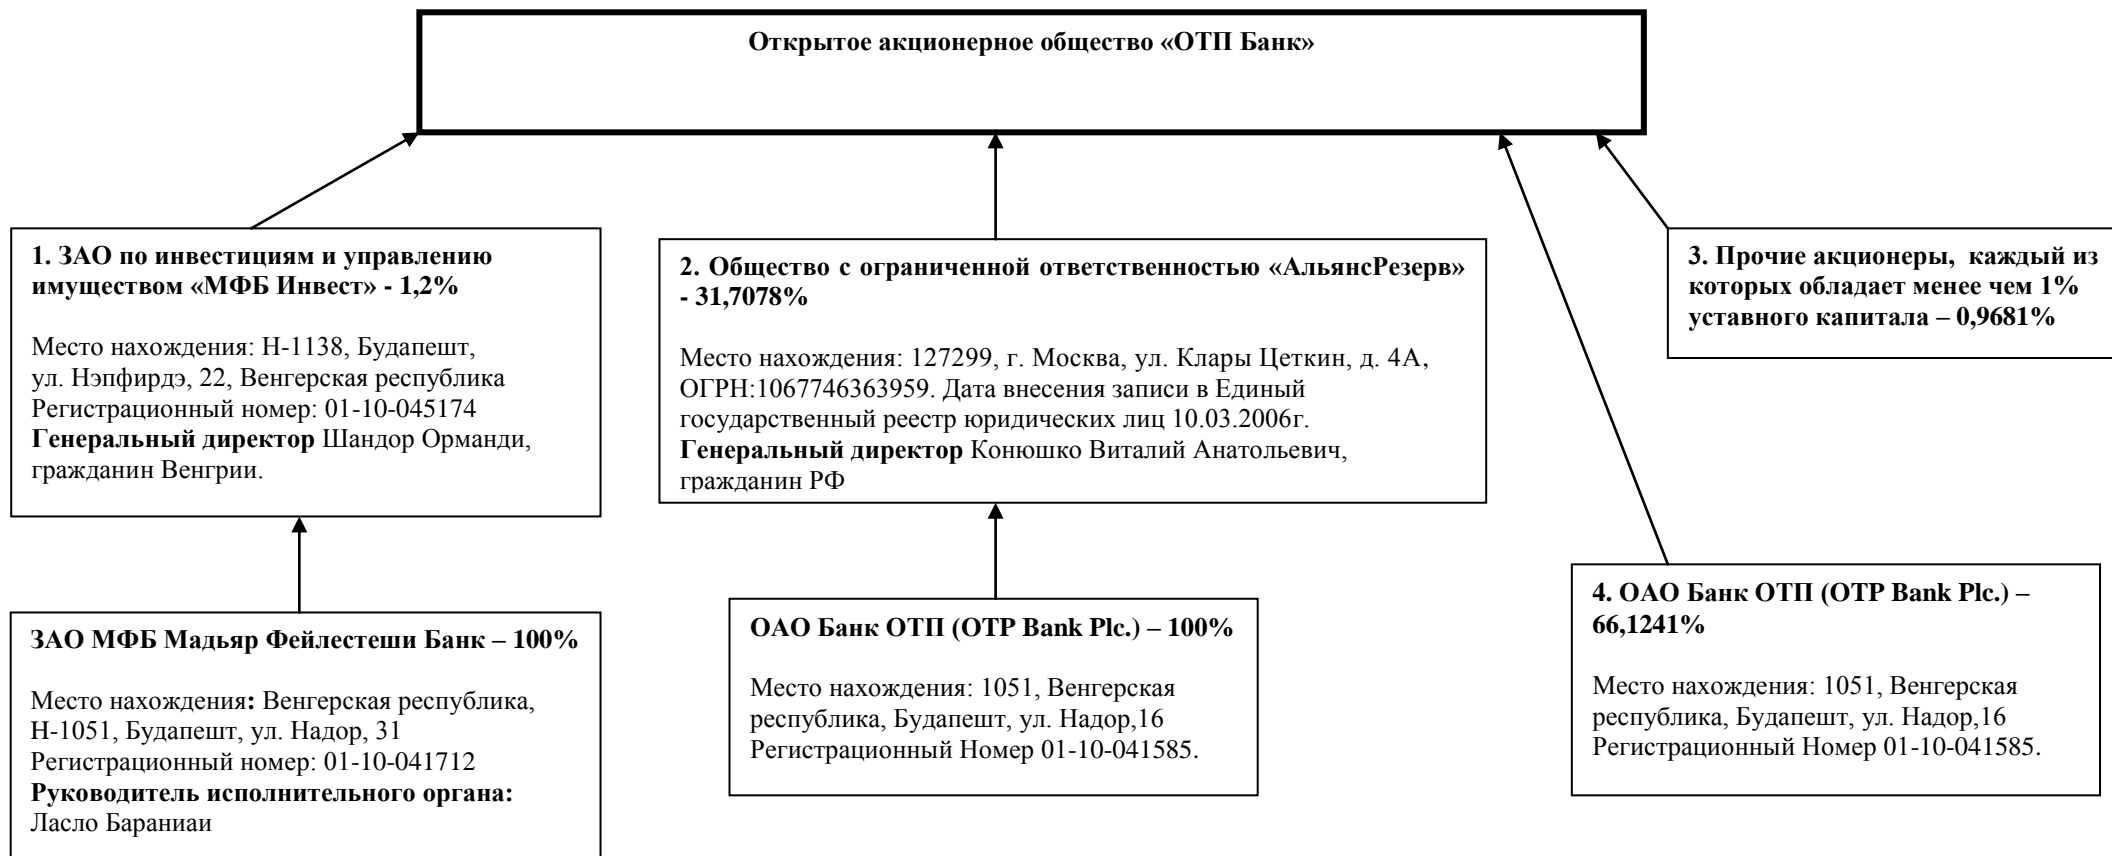 Открытое акционерное общество «ОТП Банк»
1. ЗАО по инвестициям и управлению
имуществом «МФБ Инвест» - 1,2%
Место нахождения: Н-1138, Будапешт,
ул. Нэпфирдэ, 22, Венгерская республика
Регистрационный номер: 01-10-045174
Генеральный директор Шандор Орманди,
гражданин Венгрии.
2. Общество с ограниченной ответственностью «АльянсРезерв»
- 31,7078%
Место нахождения: 127299, г. Москва, ул. Клары Цеткин, д. 4А,
ОГРН:1067746363959. Дата внесения записи в Единый
государственный реестр юридических лиц 10.03.2006г.
Генеральный директор Конюшко Виталий Анатольевич,
гражданин РФ
3. Прочие акционеры, каждый из
которых обладает менее чем 1%
уставного капитала – 0,9681%
ЗАО МФБ Мадьяр Фейлестеши Банк – 100%
Место нахождения: Венгерская республика,
Н-1051, Будапешт, ул. Надор, 31
Регистрационный номер: 01-10-041712
Руководитель исполнительного органа:
Ласло Бараниаи
ОАО Банк ОТП (OTP Bank Plc.) – 100%
Место нахождения: 1051, Венгерская
республика, Будапешт, ул. Надор,16
Регистрационный Номер 01-10-041585.
4. ОАО Банк ОТП (OTP Bank Plc.) –
66,1241%
Место нахождения: 1051, Венгерская
республика, Будапешт, ул. Надор,16
Регистрационный Номер 01-10-041585.